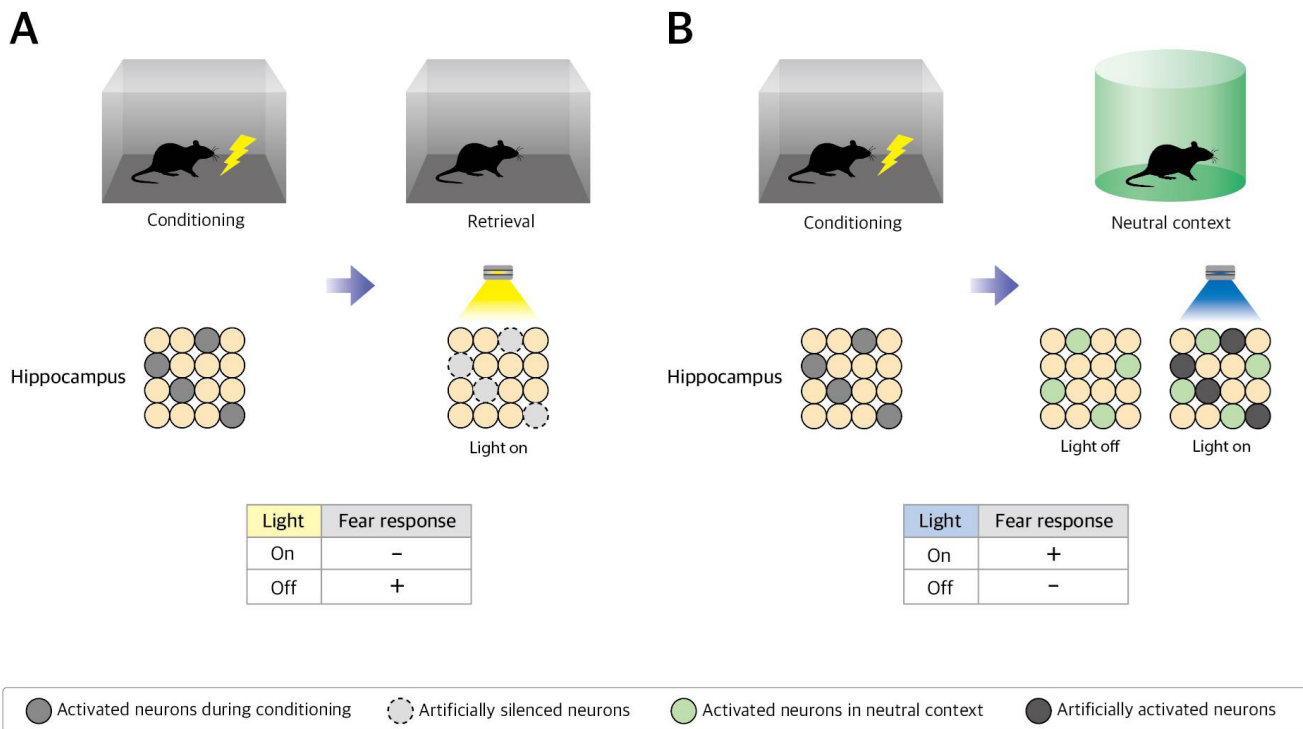 A
Conditioning
Retrieval
Hippocampus
Light on
Light Fear response
On –
Off +
B
Conditioning
Neutral context
Hippocampus
Light off
Light on
Light Fear response
On +
Off –
Activated neurons during conditioning
Artificially silenced neurons
Activated neurons in neutral context
Artificially activated neurons